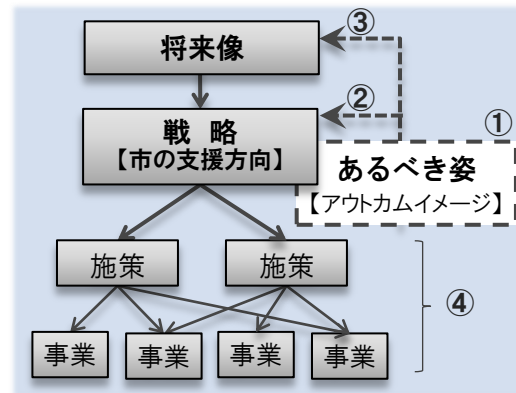 将来像
③
②
戦 略
【市の支援方向】
①
あるべき姿
【アウトカムイメージ】
施策
施策
④
事業
事業
事業
事業